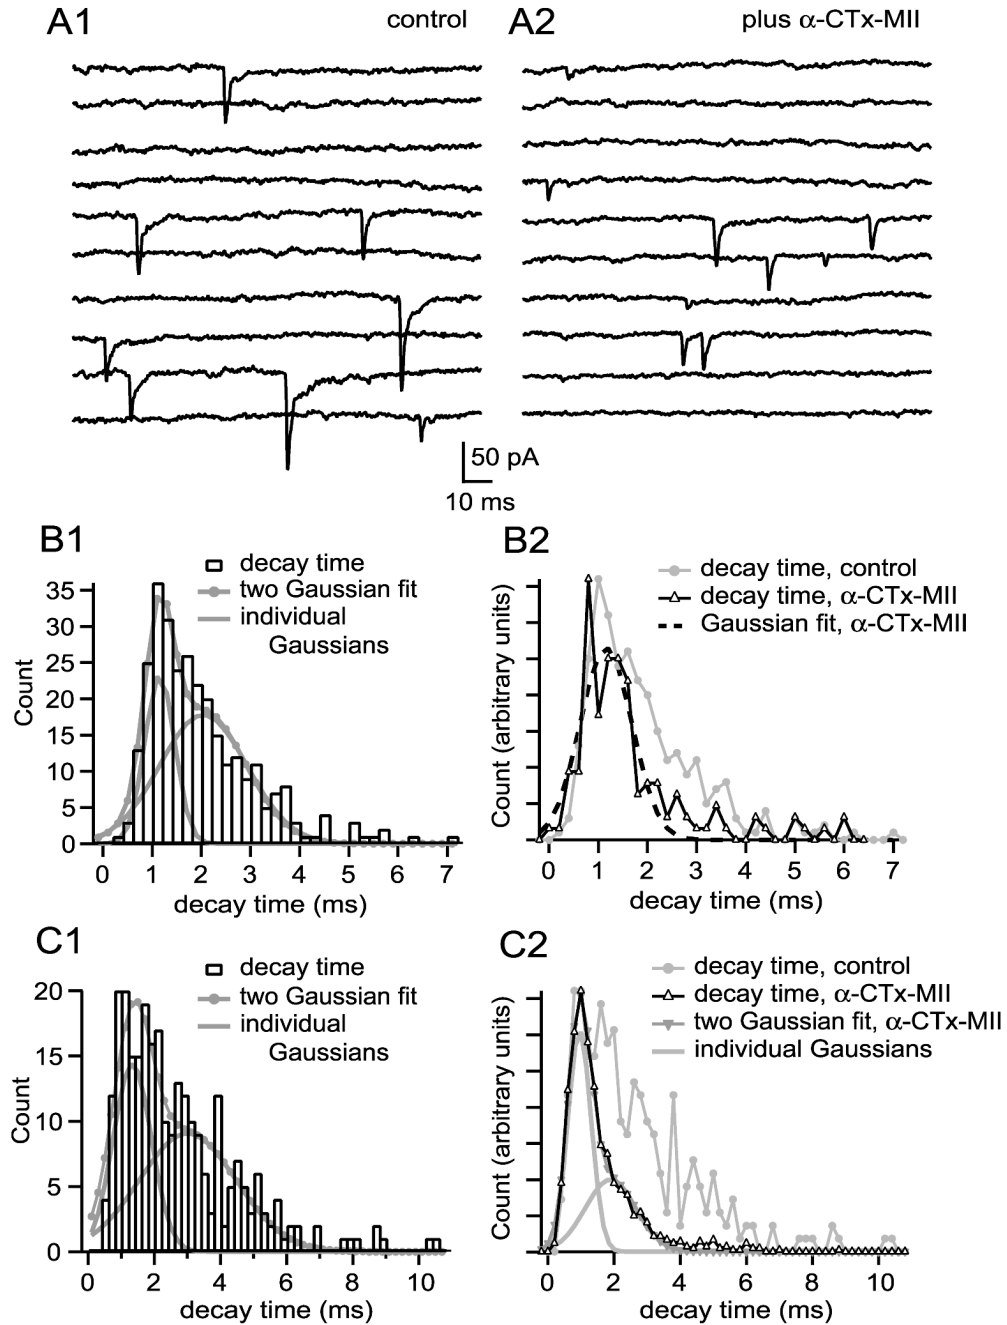 A1 control
A2 plus α-CTx-MII
50 pA
10 ms
B1
decay time
two Gaussian fit
individual
Gaussians
35
30
25
20
15
10
5
0
Count
0 1 2 3 4 5 6 7
decay time (ms)
B2
decay time, control
decay time, α-CTx-MII
Gaussian fit, α-CTx-MII
Count (arbitrary units)
0 1 2 3 4 5 6 7
decay time (ms)
C1
decay time
two Gaussian fit
individual
Gaussians
20
15
10
5
0
Count
0 2 4 6 8 10
decay time (ms)
C2
decay time, control
decay time, α-CTx-MII
two Gaussian fit, α-CTx-MII
individual Gaussians
Count (arbitrary units)
0 2 4 6 8 10
decay time (ms)